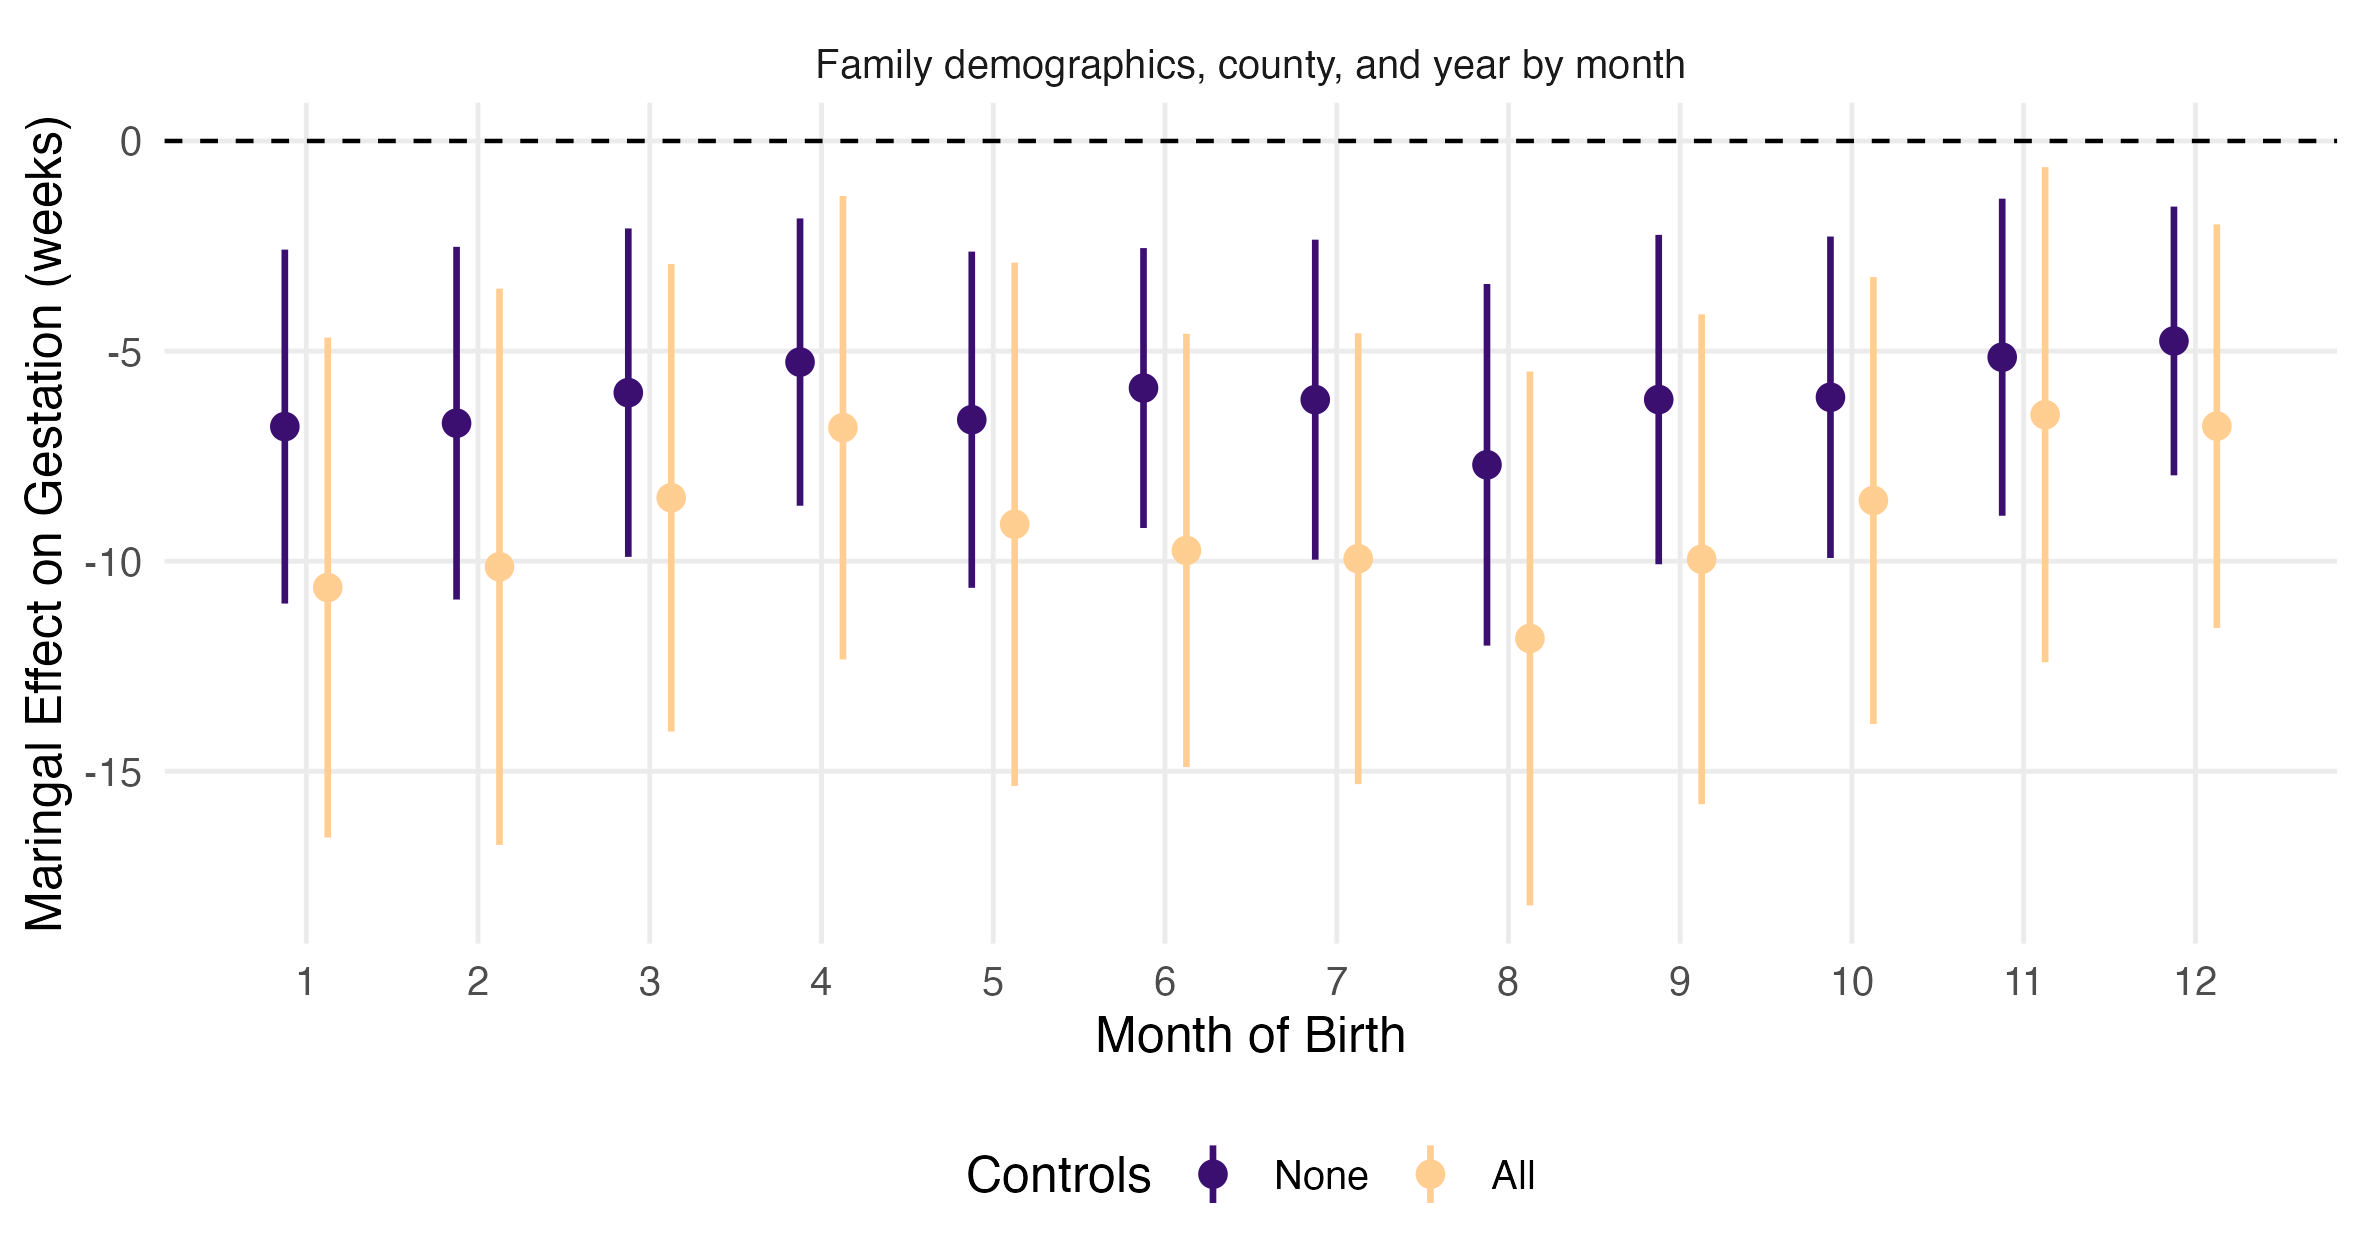 Family demographics, county, and year by month
Maringal Effect on Gestation (weeks)
0
-5
-10
-15
1 2 3 4 5 6 7 8 9 10 11 12
Month of Birth
Controls None All